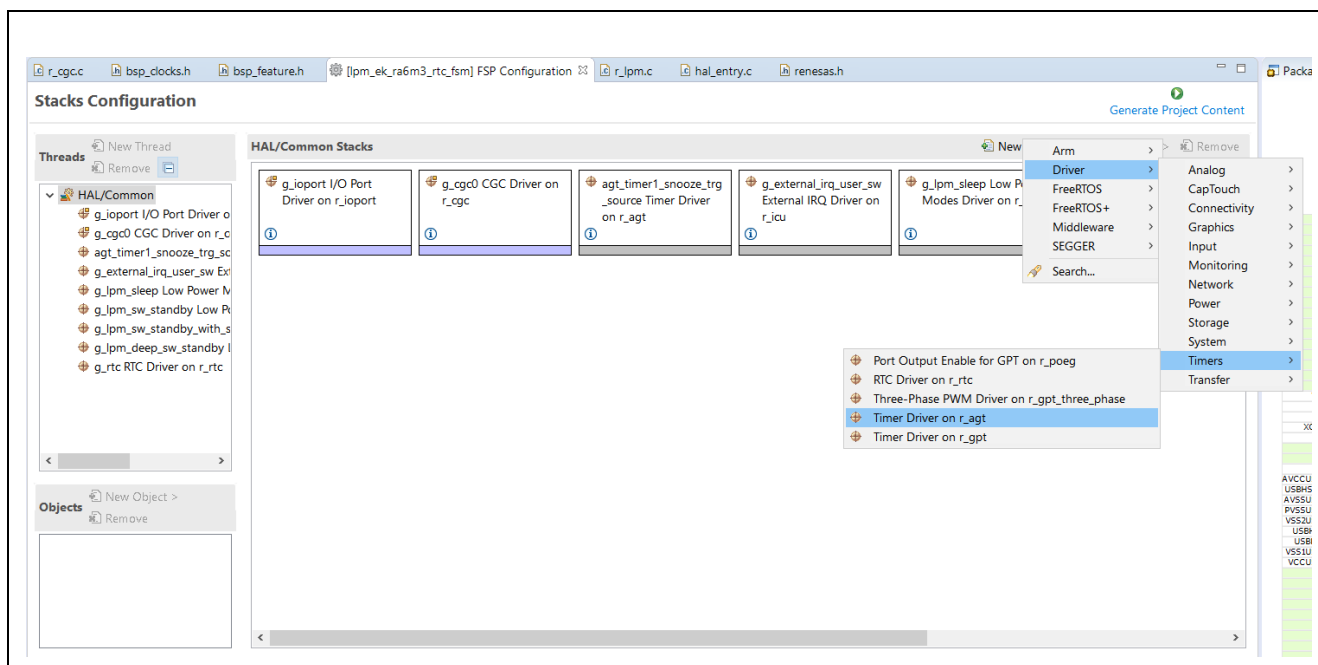 r_cgc.c
bsp_clocks.h
bsp_feature.h
[lpm_ek_ra6m3_rtc_fsm] FSP Configuration
r_lpm.c
hal_entry.c
renesas.h
Packa
Stacks Configuration
Generate Project Content
Threads
New Thread
Remove
HAL/Common
g_ioport I/O Port Driver o
g_cgc0 CGC Driver on r_c
agt_timer1_snooze_trg_sc
g_external_irq_user_sw Ext
g_lpm_sleep Low Power M
g_lpm_sw_standby Low Po
g_lpm_sw_standby_with_s
g_lpm_deep_sw_standby l
g_rtc RTC Driver on r_rtc
Objects
New Object >
Remove
HAL/Common Stacks
New
> Remove
g_ioport I/O Port
Driver on r_ioport
g_cgc0 CGC Driver on
r_cgc
agt_timer1_snooze_trg
_source Timer Driver
on r_agt
g_external_irq_user_sw
External IRQ Driver on
r_icu
g_lpm_sleep Low P
Modes Driver on r_
Arm
Driver
FreeRTOS
FreeRTOS+
Middleware
SEGGER
Search...
Analog
CapTouch
Connectivity
Graphics
Input
Monitoring
Network
Power
Storage
System
Timers
Transfer
Port Output Enable for GPT on r_poeg
RTC Driver on r_rtc
Three-Phase PWM Driver on r_gpt_three_phase
Timer Driver on r_agt
Timer Driver on r_gpt
XC
AVCCU
USBHS
AVSSU
PVSSU
VSS2U
USBH
USBI
VSS1U
VCCU